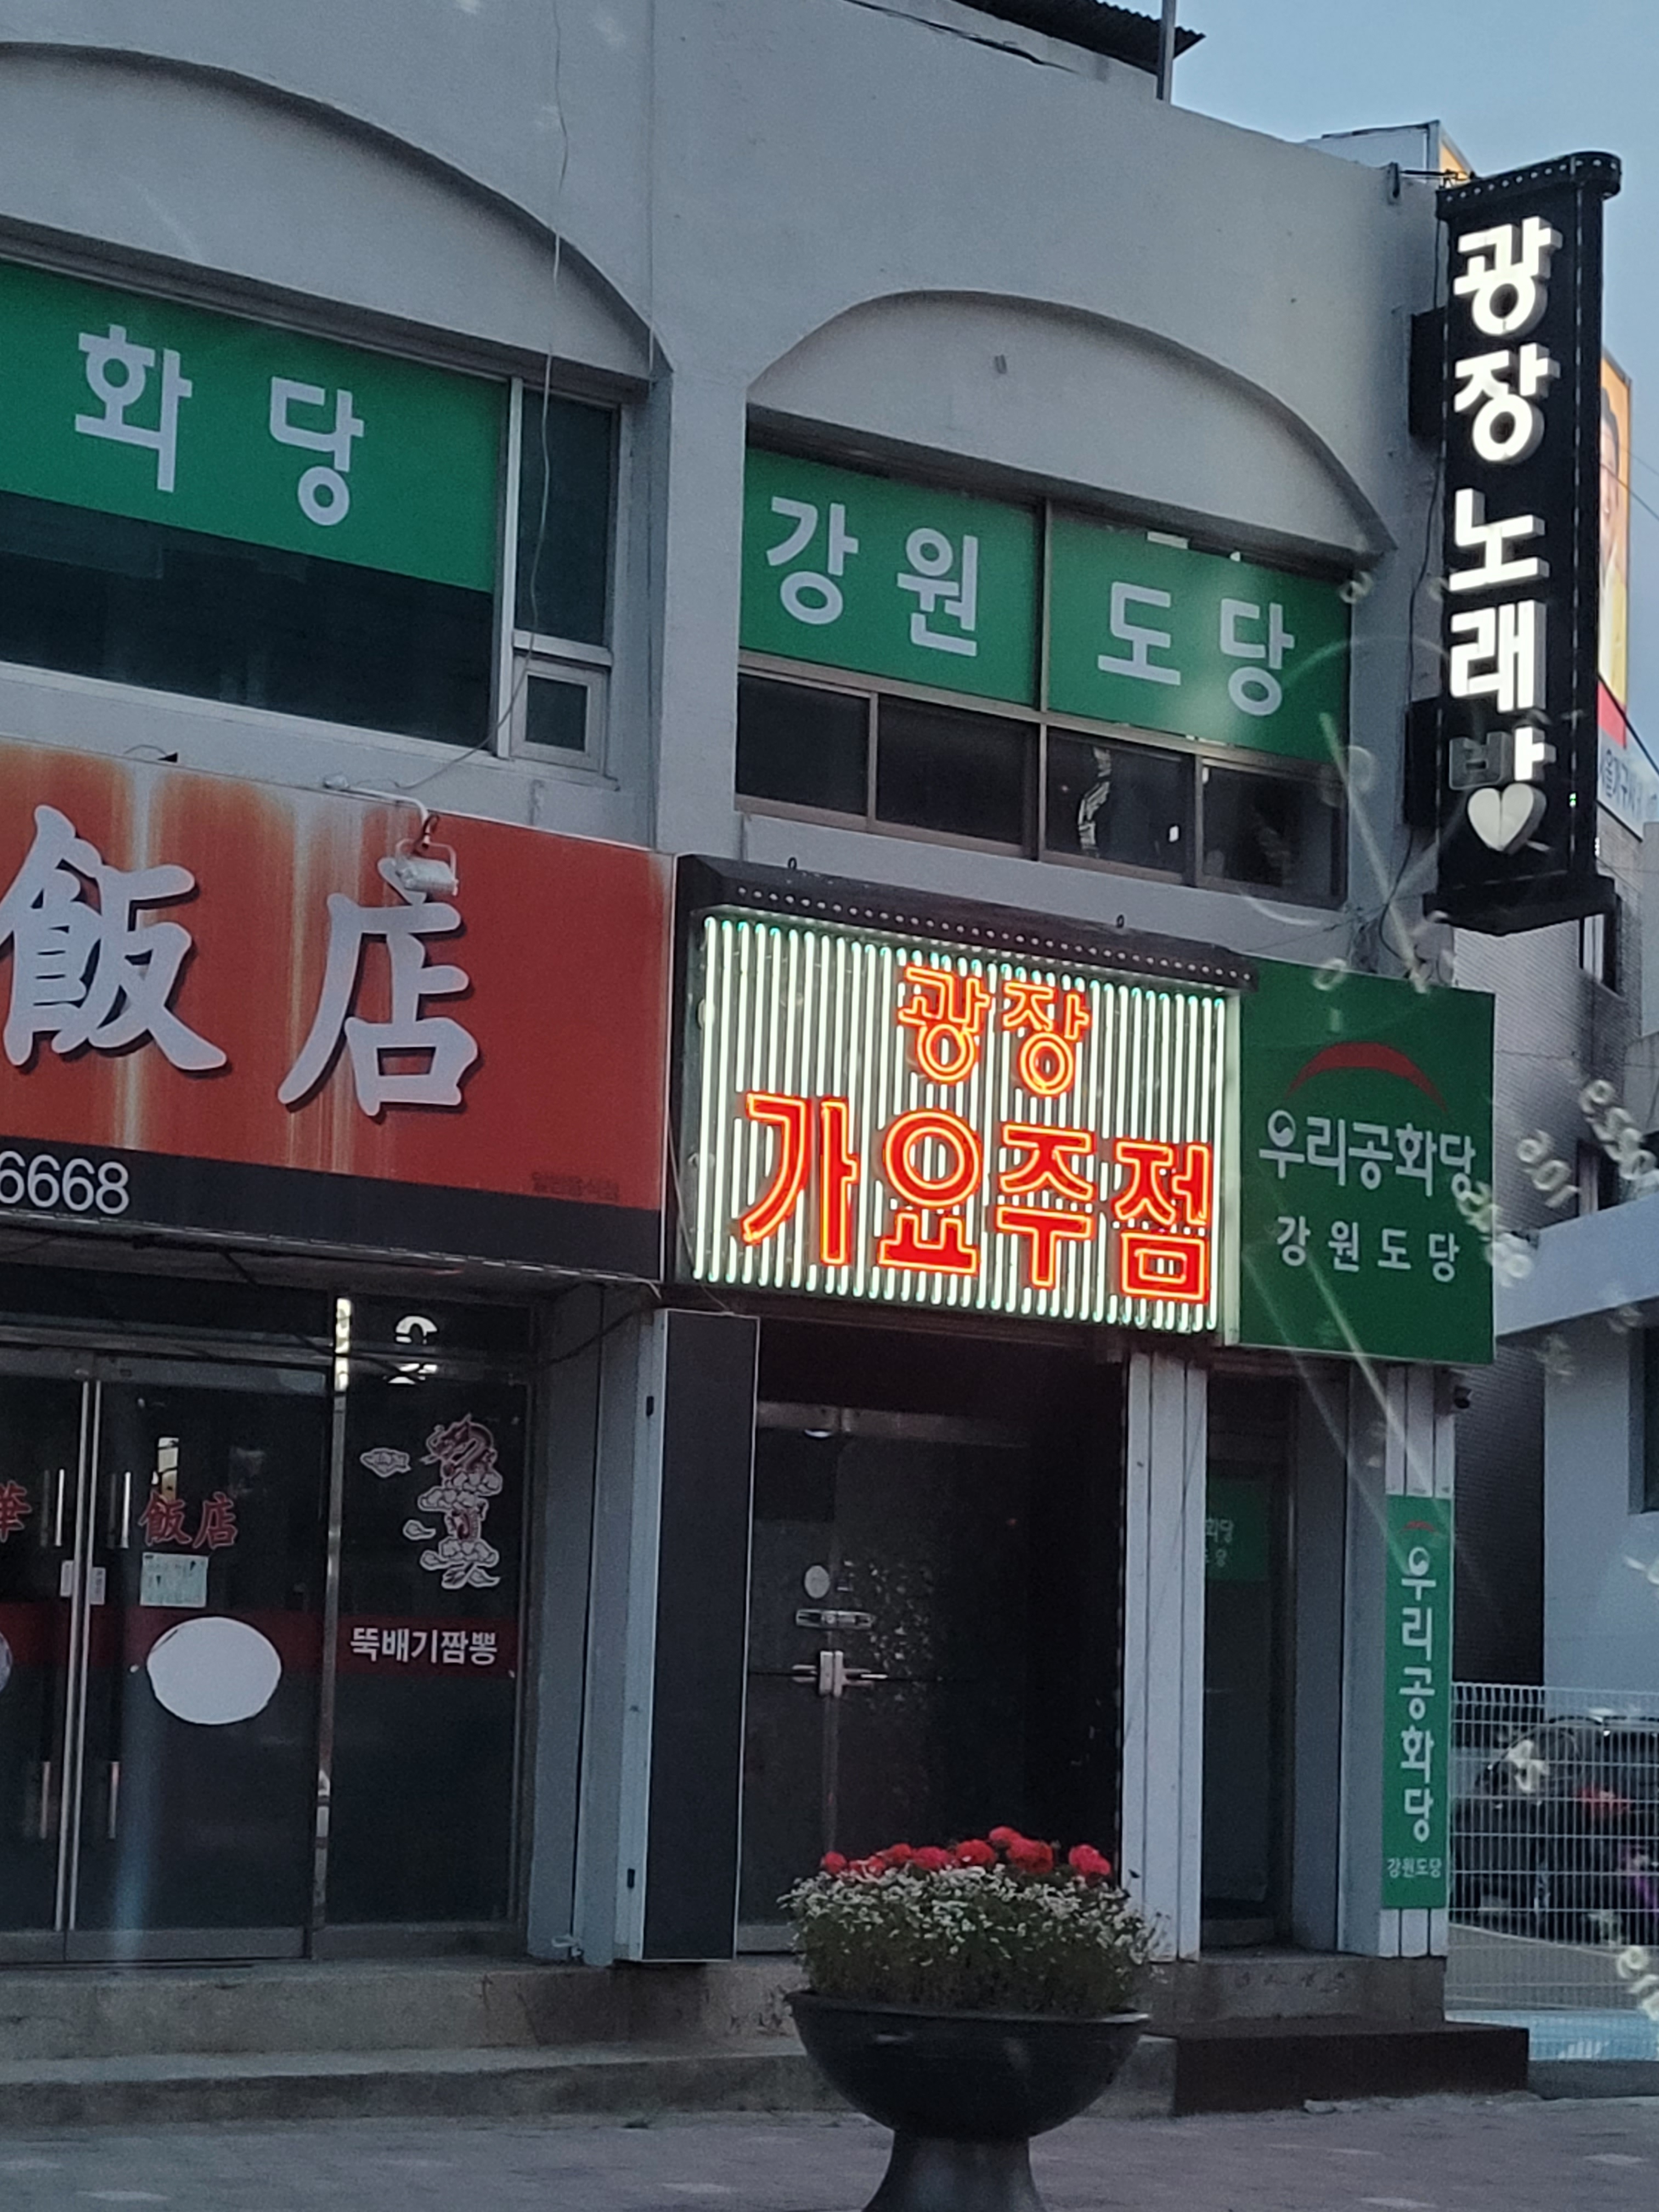 화당
강원 도당
광장노래방
飯店
6668
광장
가요주점
우리공화당
강원도당
飯店
뚝배기짬뽕
우리공화당
강원도당